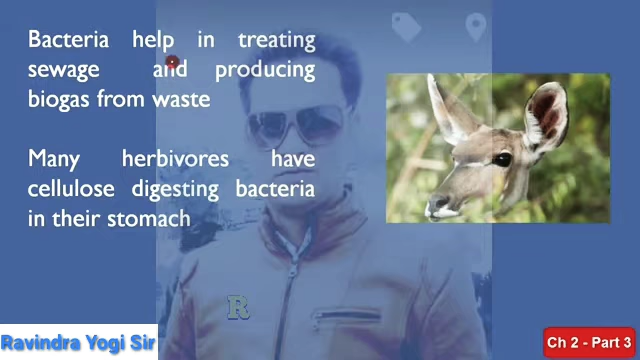 Bacteria help in treating
sewage and producing
biogas from waste
Many herbivores have
cellulose digesting bacteria
in their stomach
R
Ravindra Yogi Sir
Ch 2 - Part 3